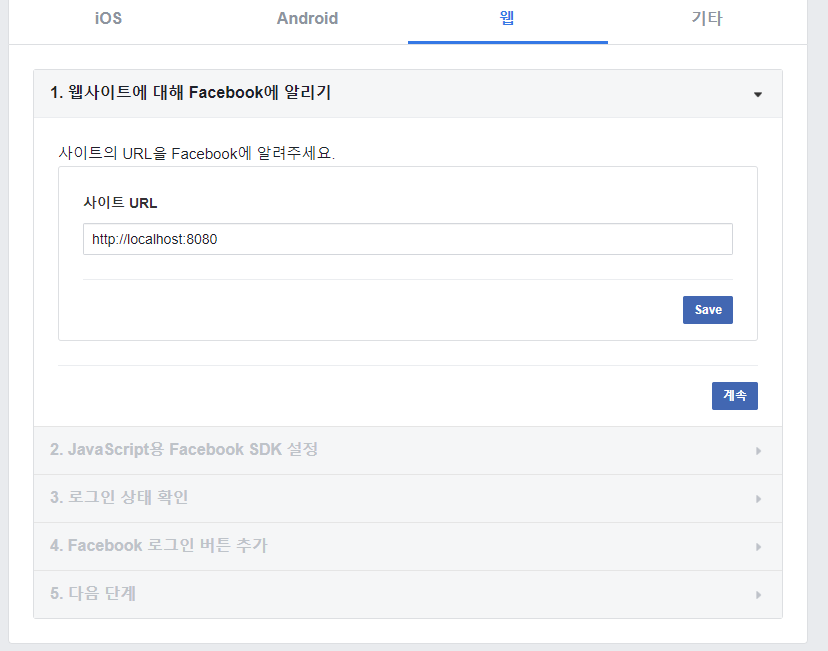 iOS Android 웹 기타
1. 웹사이트에 대해 Facebook에 알리기
사이트의 URL을 Facebook에 알려주세요.
사이트 URL
http://localhost:8080
Save
계속
2. JavaScript용 Facebook SDK 설정
3. 로그인 상태 확인
4. Facebook 로그인 버튼 추가
5. 다음 단계